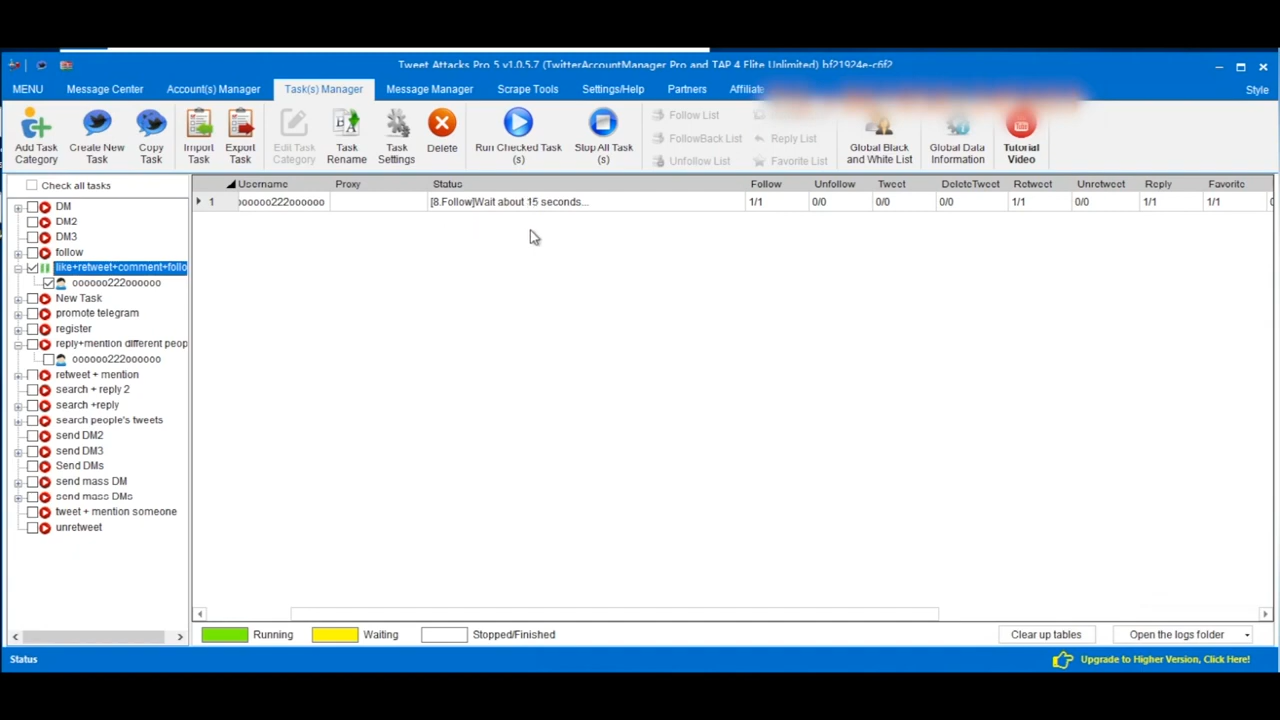 Tweet Attacks Pro 5 v1.0.5.7 (TwitterAccountManager Pro and TAP 4 Elite Unlimited) bf21924e-c6f2
MENU Message Center Account(s) Manager Task(s) Manager Message Manager Scrape Tools Settings/Help Partners Affiliate Style
Add Task Category
Create New Task
Copy Task
Import Task
Export Task
Edit Task Category
Task Rename
Task Settings
Delete
Run Checked Task (s)
Stop All Task (s)
Follow List
FollowBack List
Unfollow List
Reply List
Favorite List
Global Black and White List
Global Data Information
Tutorial Video
Check all tasks
DM
DM2
DM3
follow
like+retweet+comment+follo
oooooo222oooooo
New Task
promote telegram
register
reply+mention different peop
oooooo222oooooo
retweet + mention
search + reply 2
search +reply
search people's tweets
send DM2
send DM3
Send DMs
send mass DM
send mass DMs
tweet + mention someone
unretweet
Username Proxy Status Follow Unfollow Tweet DeleteTweet Retweet Unretweet Reply Favorite
1 oooooo222oooooo [8.Follow]Wait about 15 seconds... 1/1 0/0 0/0 0/0 1/1 0/0 1/1 1/1
Running Waiting Stopped/Finished Clear up tables Open the logs folder
Status Upgrade to Higher Version, Click Here!